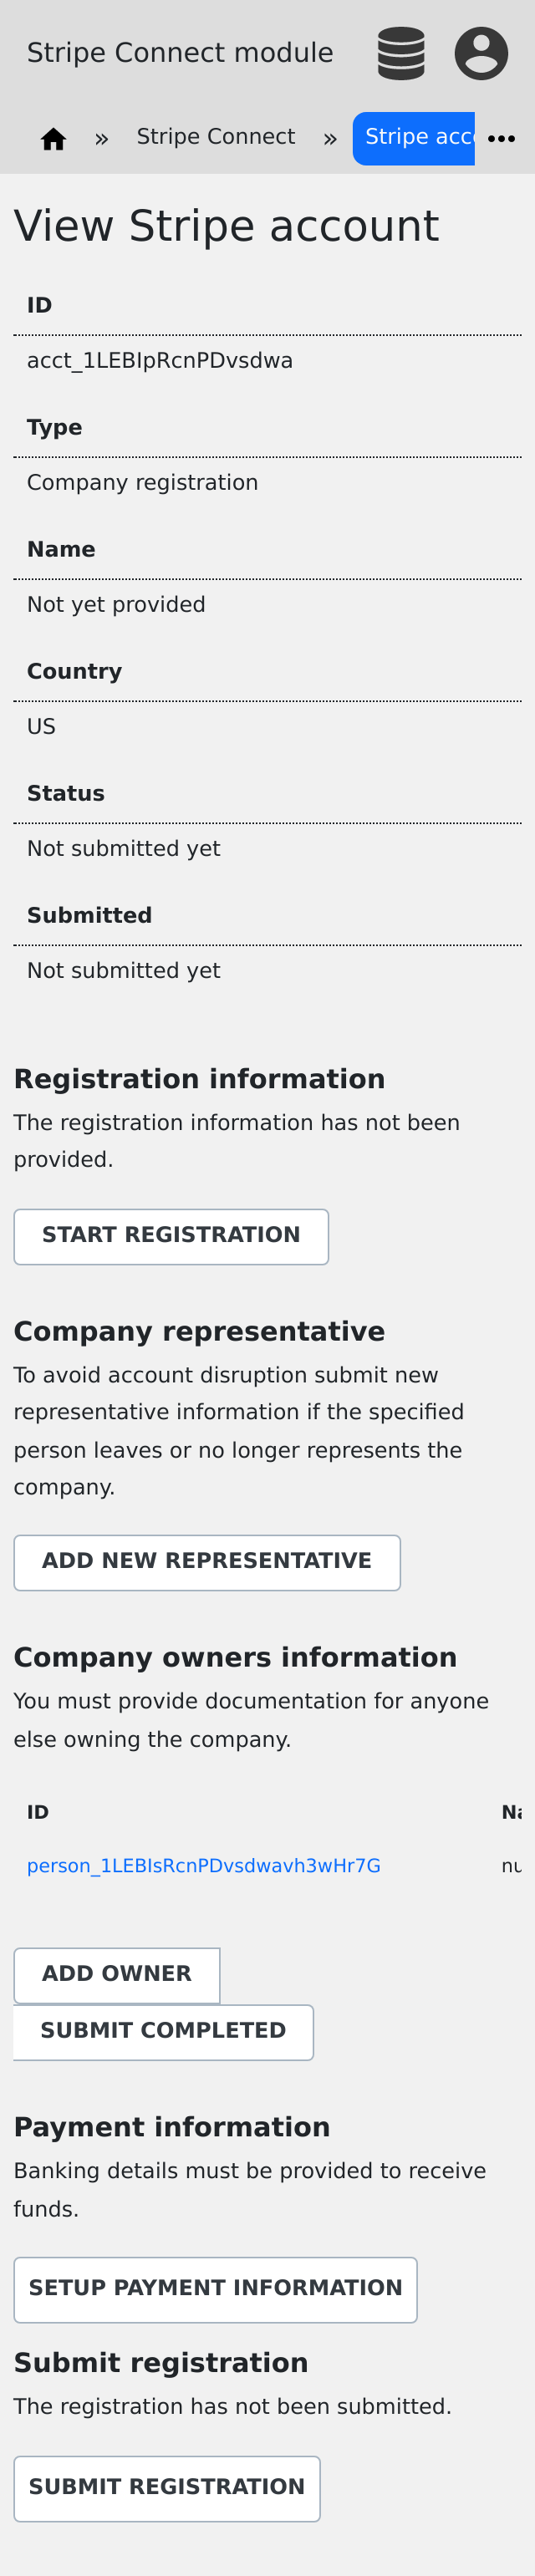 Stripe Connect module
» Stripe Connect » Stripe acc
View Stripe account
ID
acct_1LEBIpRcnPDvsdwa
Type
Company registration
Name
Not yet provided
Country
US
Status
Not submitted yet
Submitted
Not submitted yet
Registration information
The registration information has not been
provided.
START REGISTRATION
Company representative
To avoid account disruption submit new
representative information if the specified
person leaves or no longer represents the
company.
ADD NEW REPRESENTATIVE
Company owners information
You must provide documentation for anyone
else owning the company.
ID Na
person_1LEBIsRcnPDvsdwavh3wHr7G nu
ADD OWNER
SUBMIT COMPLETED
Payment information
Banking details must be provided to receive
funds.
SETUP PAYMENT INFORMATION
Submit registration
The registration has not been submitted.
SUBMIT REGISTRATION